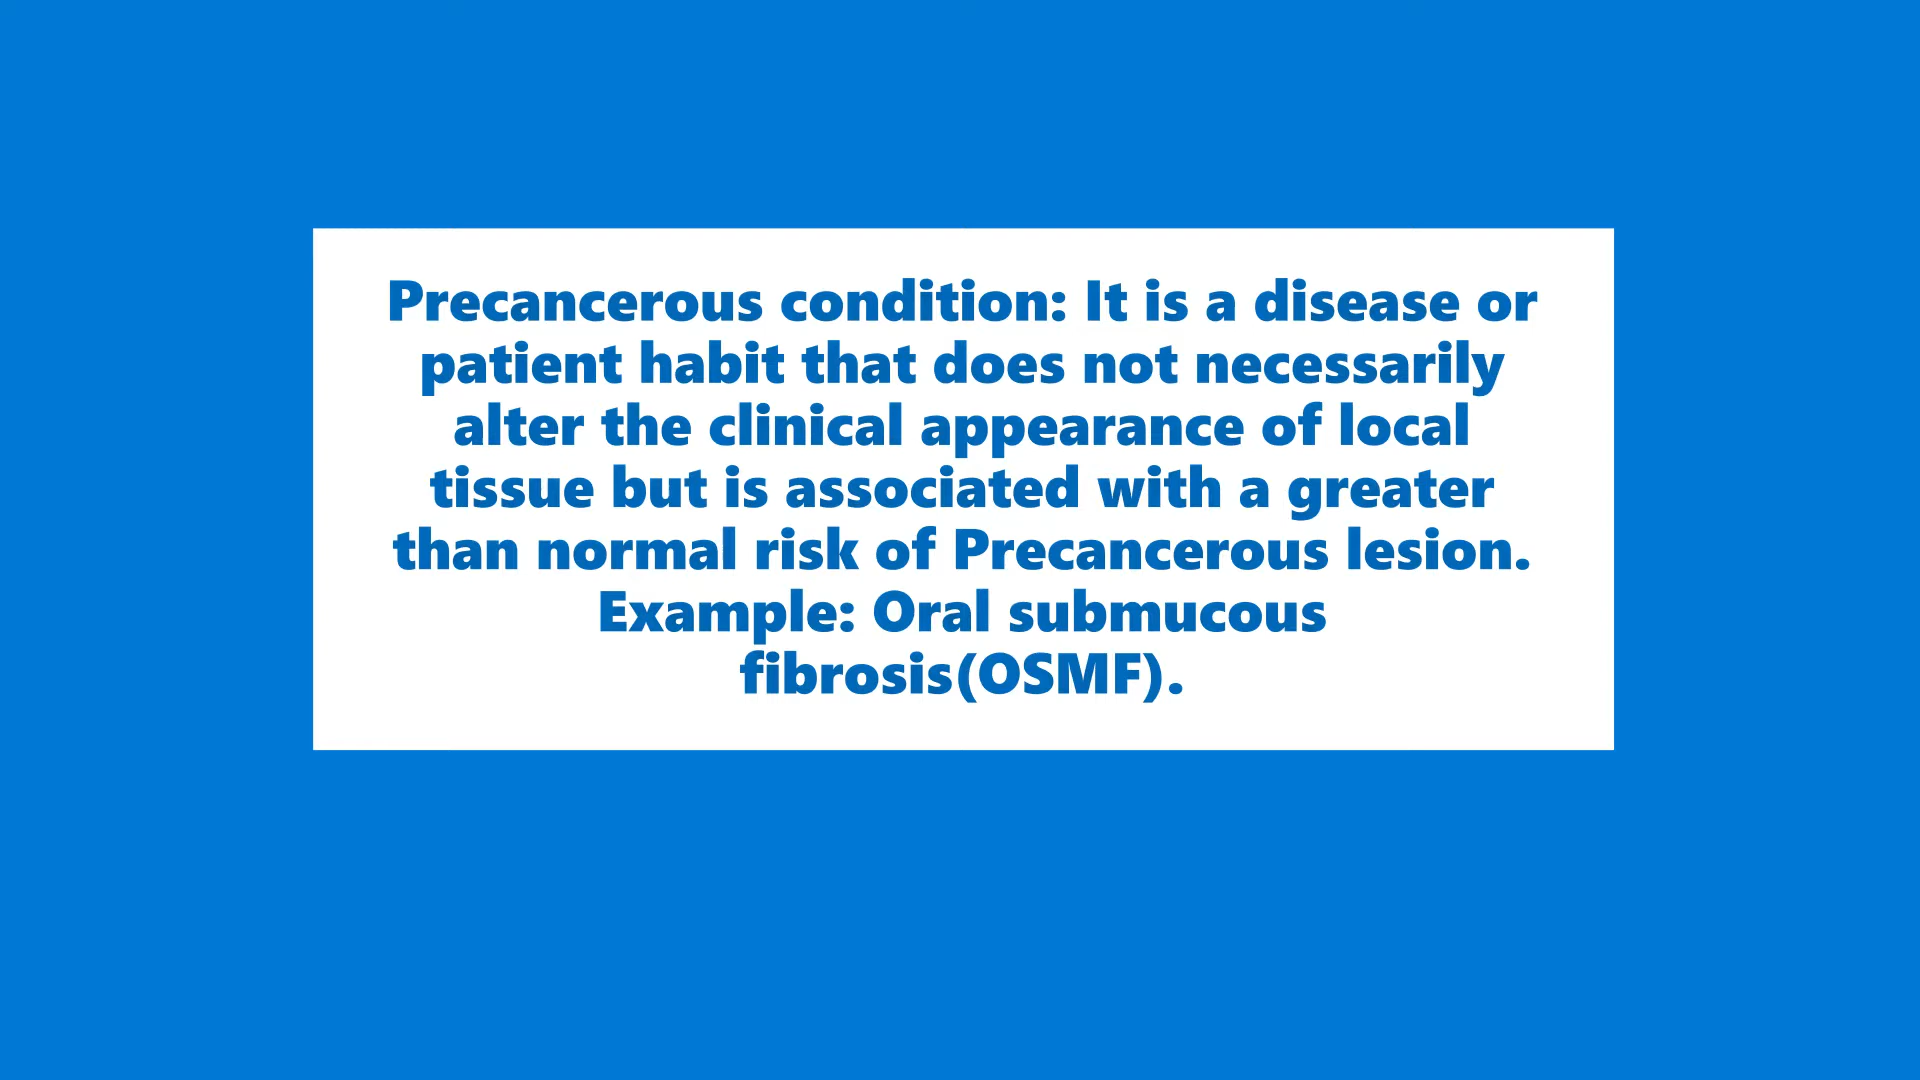 Precancerous condition: It is a disease or
patient habit that does not necessarily
alter the clinical appearance of local
tissue but is associated with a greater
than normal risk of Precancerous lesion.
Example: Oral submucous
fibrosis(OSMF).